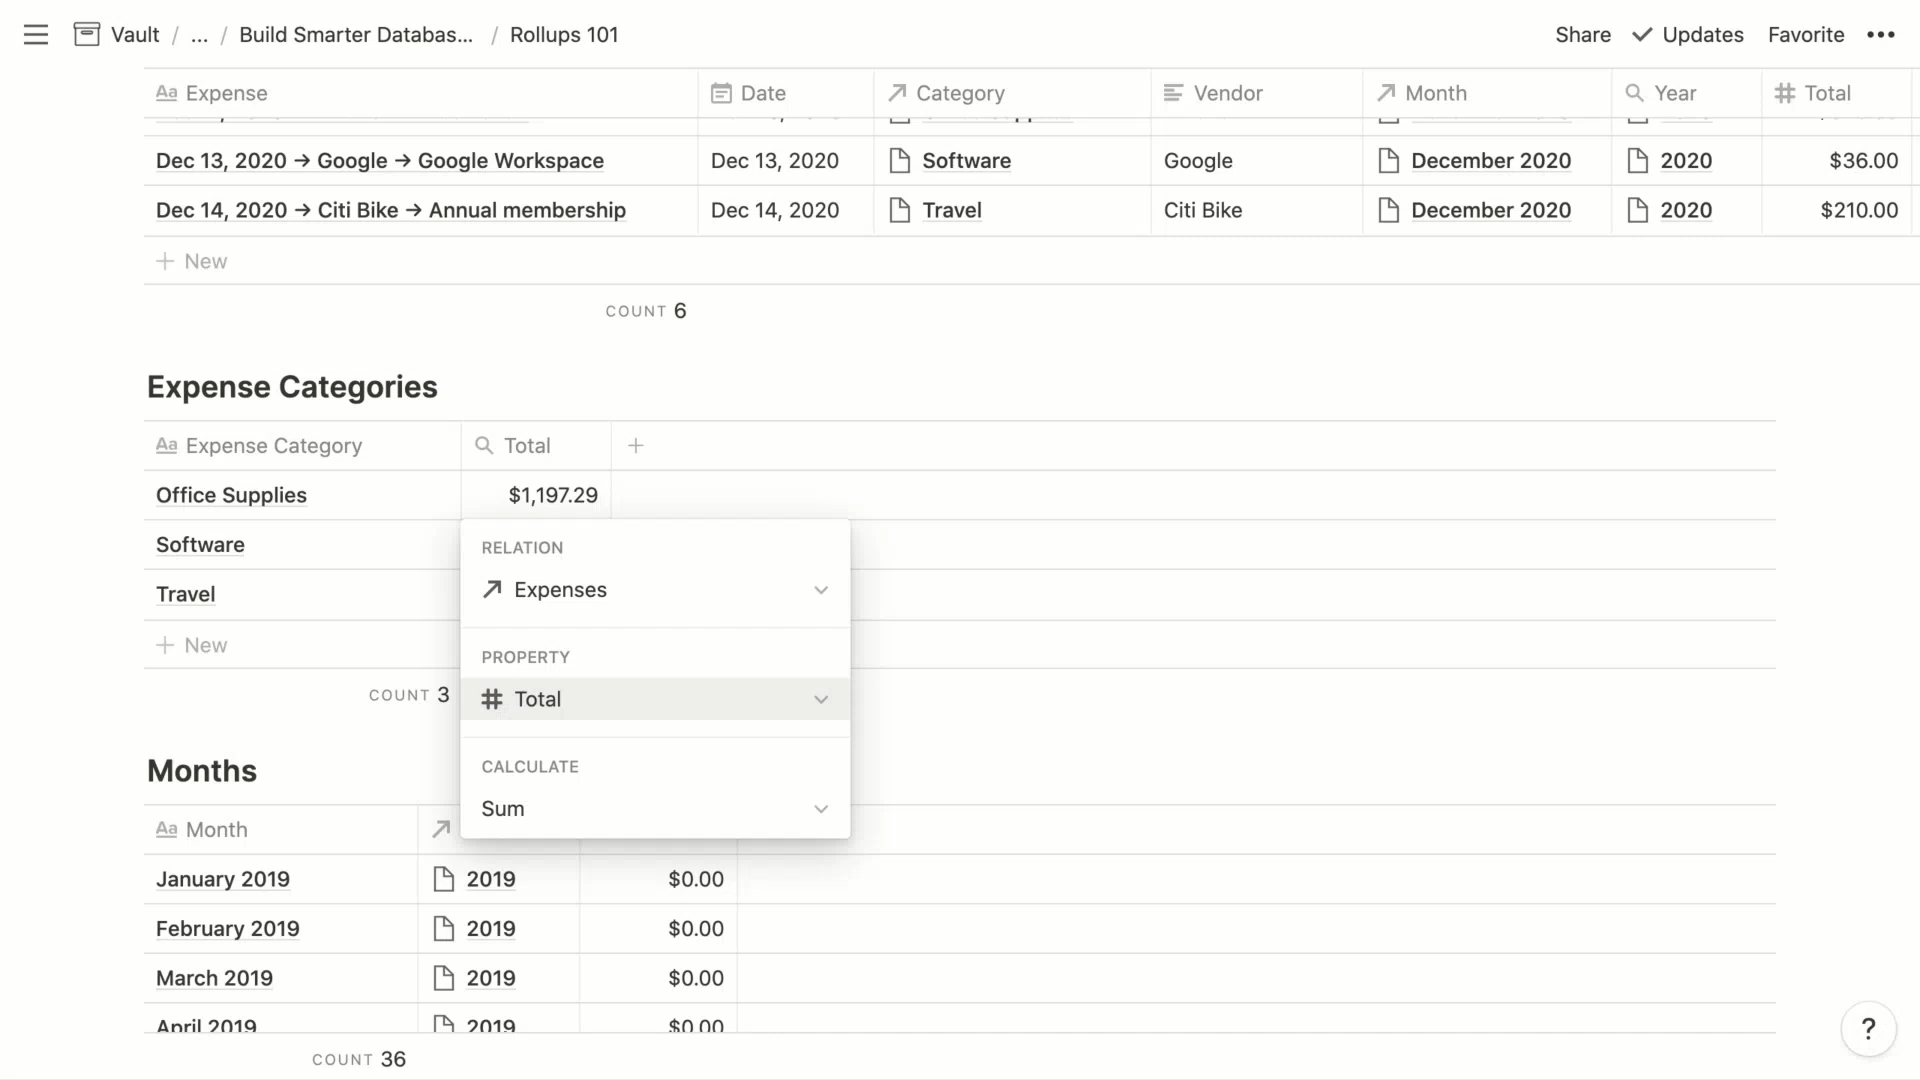 Vault / ... / Build Smarter Databas... / Rollups 101
Share Updates Favorite •••
Aa Expense Date Category Vendor Month Year # Total
Dec 13, 2020 → Google → Google Workspace Dec 13, 2020 Software Google December 2020 2020 $36.00
Dec 14, 2020 → Citi Bike → Annual membership Dec 14, 2020 Travel Citi Bike December 2020 2020 $210.00
+ New
COUNT 6
Expense Categories
Aa Expense Category Total +
Office Supplies $1,197.29
Software
Travel
+ New
COUNT 3
RELATION
Expenses
PROPERTY
# Total
CALCULATE
Sum
Months
Aa Month
January 2019 2019 $0.00
February 2019 2019 $0.00
March 2019 2019 $0.00
April 2019 2019 $0.00
COUNT 36
?